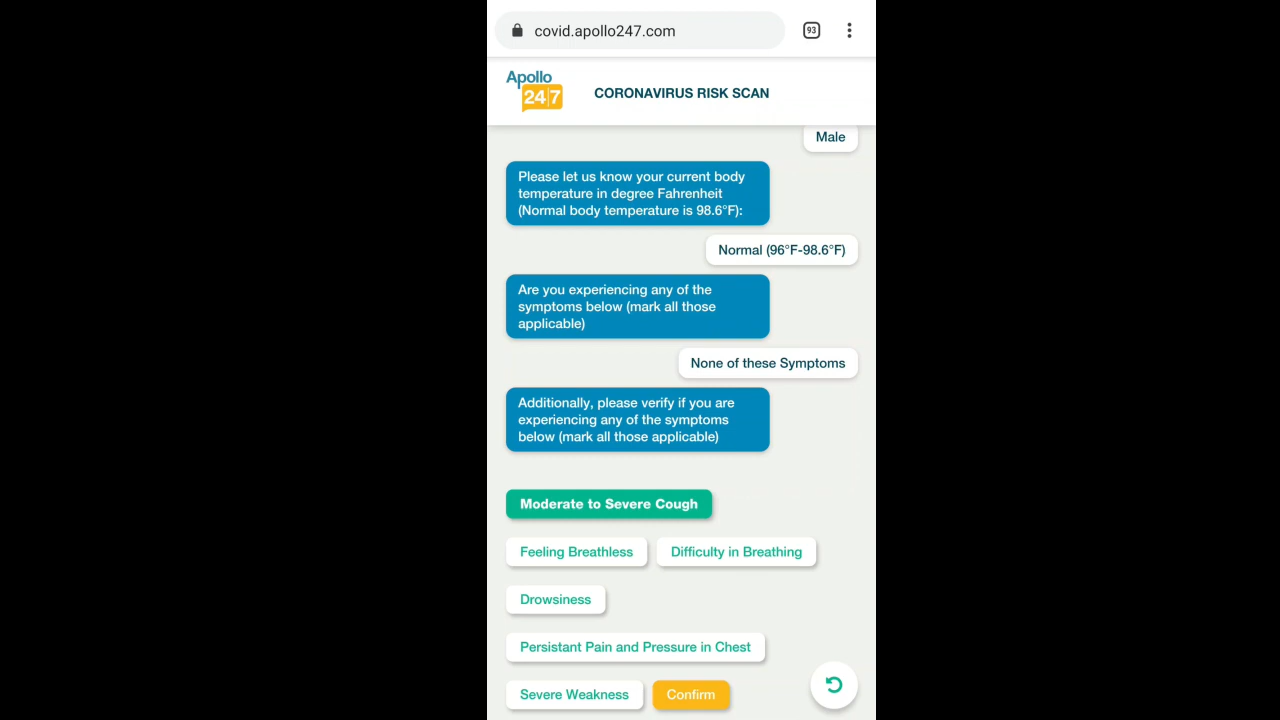 covid.apollo247.com
93
Apollo
24|7
CORONAVIRUS RISK SCAN
Male
Please let us know your current body
temperature in degree Fahrenheit
(Normal body temperature is 98.6°F):
Normal (96°F-98.6°F)
Are you experiencing any of the
symptoms below (mark all those
applicable)
None of these Symptoms
Additionally, please verify if you are
experiencing any of the symptoms
below (mark all those applicable)
Moderate to Severe Cough
Feeling Breathless
Difficulty in Breathing
Drowsiness
Persistant Pain and Pressure in Chest
Severe Weakness
Confirm